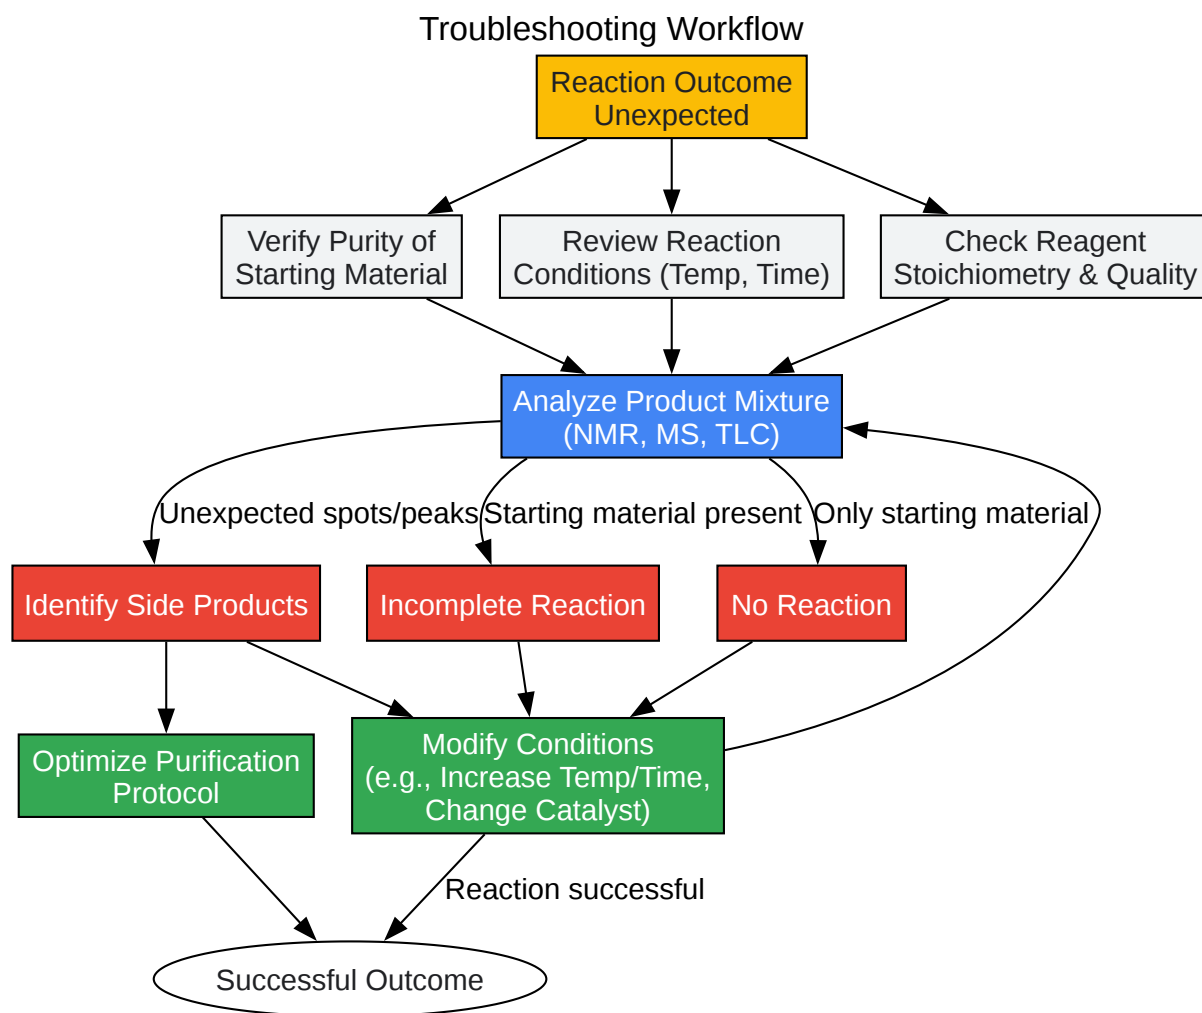 Troubleshooting Workflow
Reaction Outcome
Unexpected
Verify Purity of
Starting Material
Review Reaction
Conditions (Temp, Time)
Check Reagent
Stoichiometry & Quality
Analyze Product Mixture
(NMR, MS, TLC)
Unexpected spots/peaks
Starting material present
Only starting material
Identify Side Products
Incomplete Reaction
No Reaction
Optimize Purification
Protocol
Modify Conditions
(e.g., Increase Temp/Time,
Change Catalyst)
Reaction successful
Successful Outcome